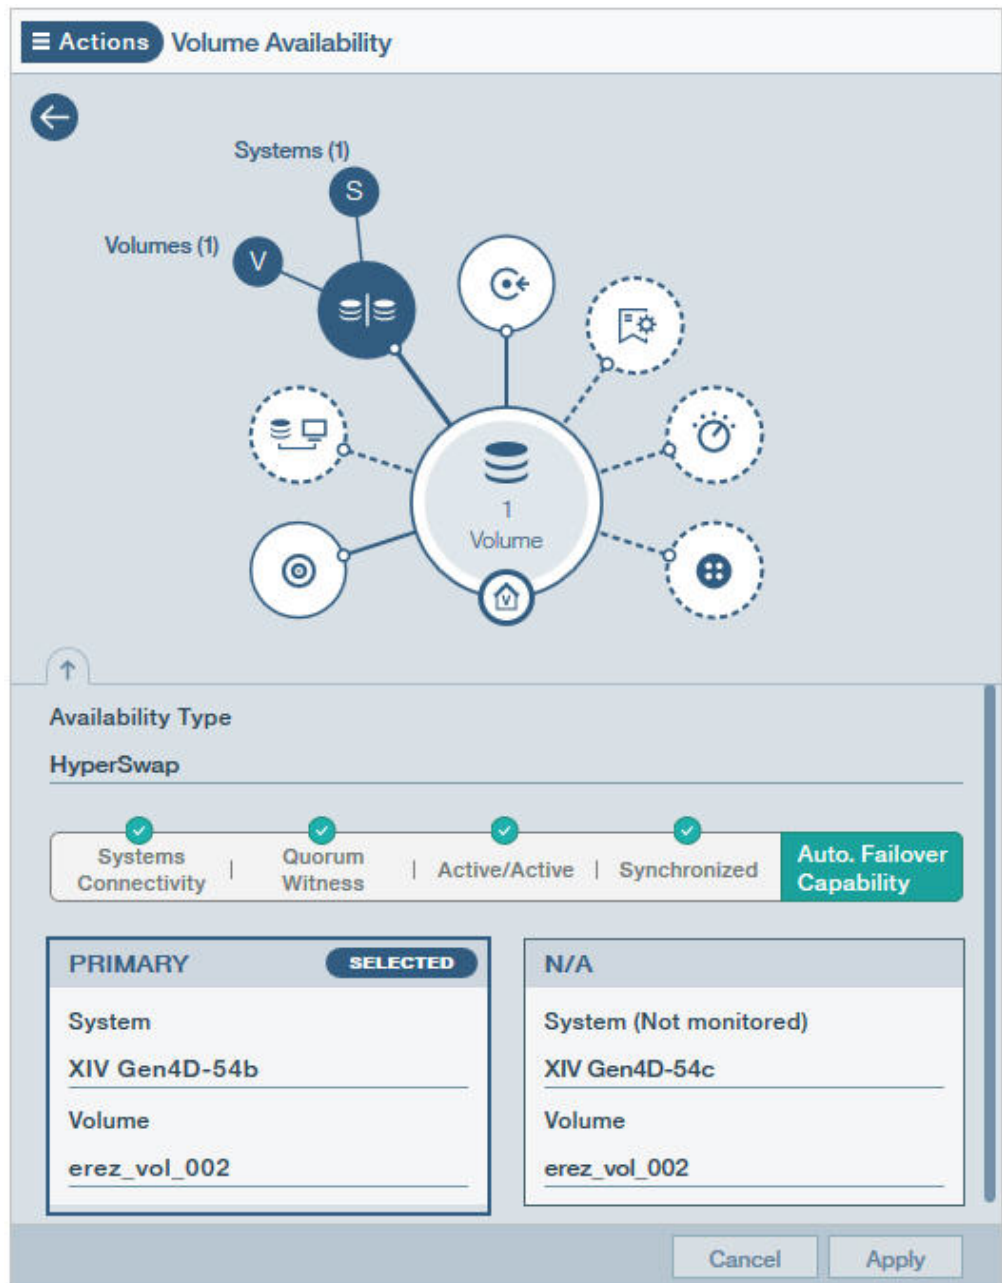 Actions Volume Availability
Systems (1)
S
Volumes (1)
V
1
Volume
V
Availability Type
HyperSwap
Systems Connectivity | Quorum Witness | Active/Active | Synchronized Auto. Failover Capability
PRIMARY SELECTED
System
XIV Gen4D-54b
Volume
erez_vol_002
N/A
System (Not monitored)
XIV Gen4D-54c
Volume
erez_vol_002
Cancel Apply